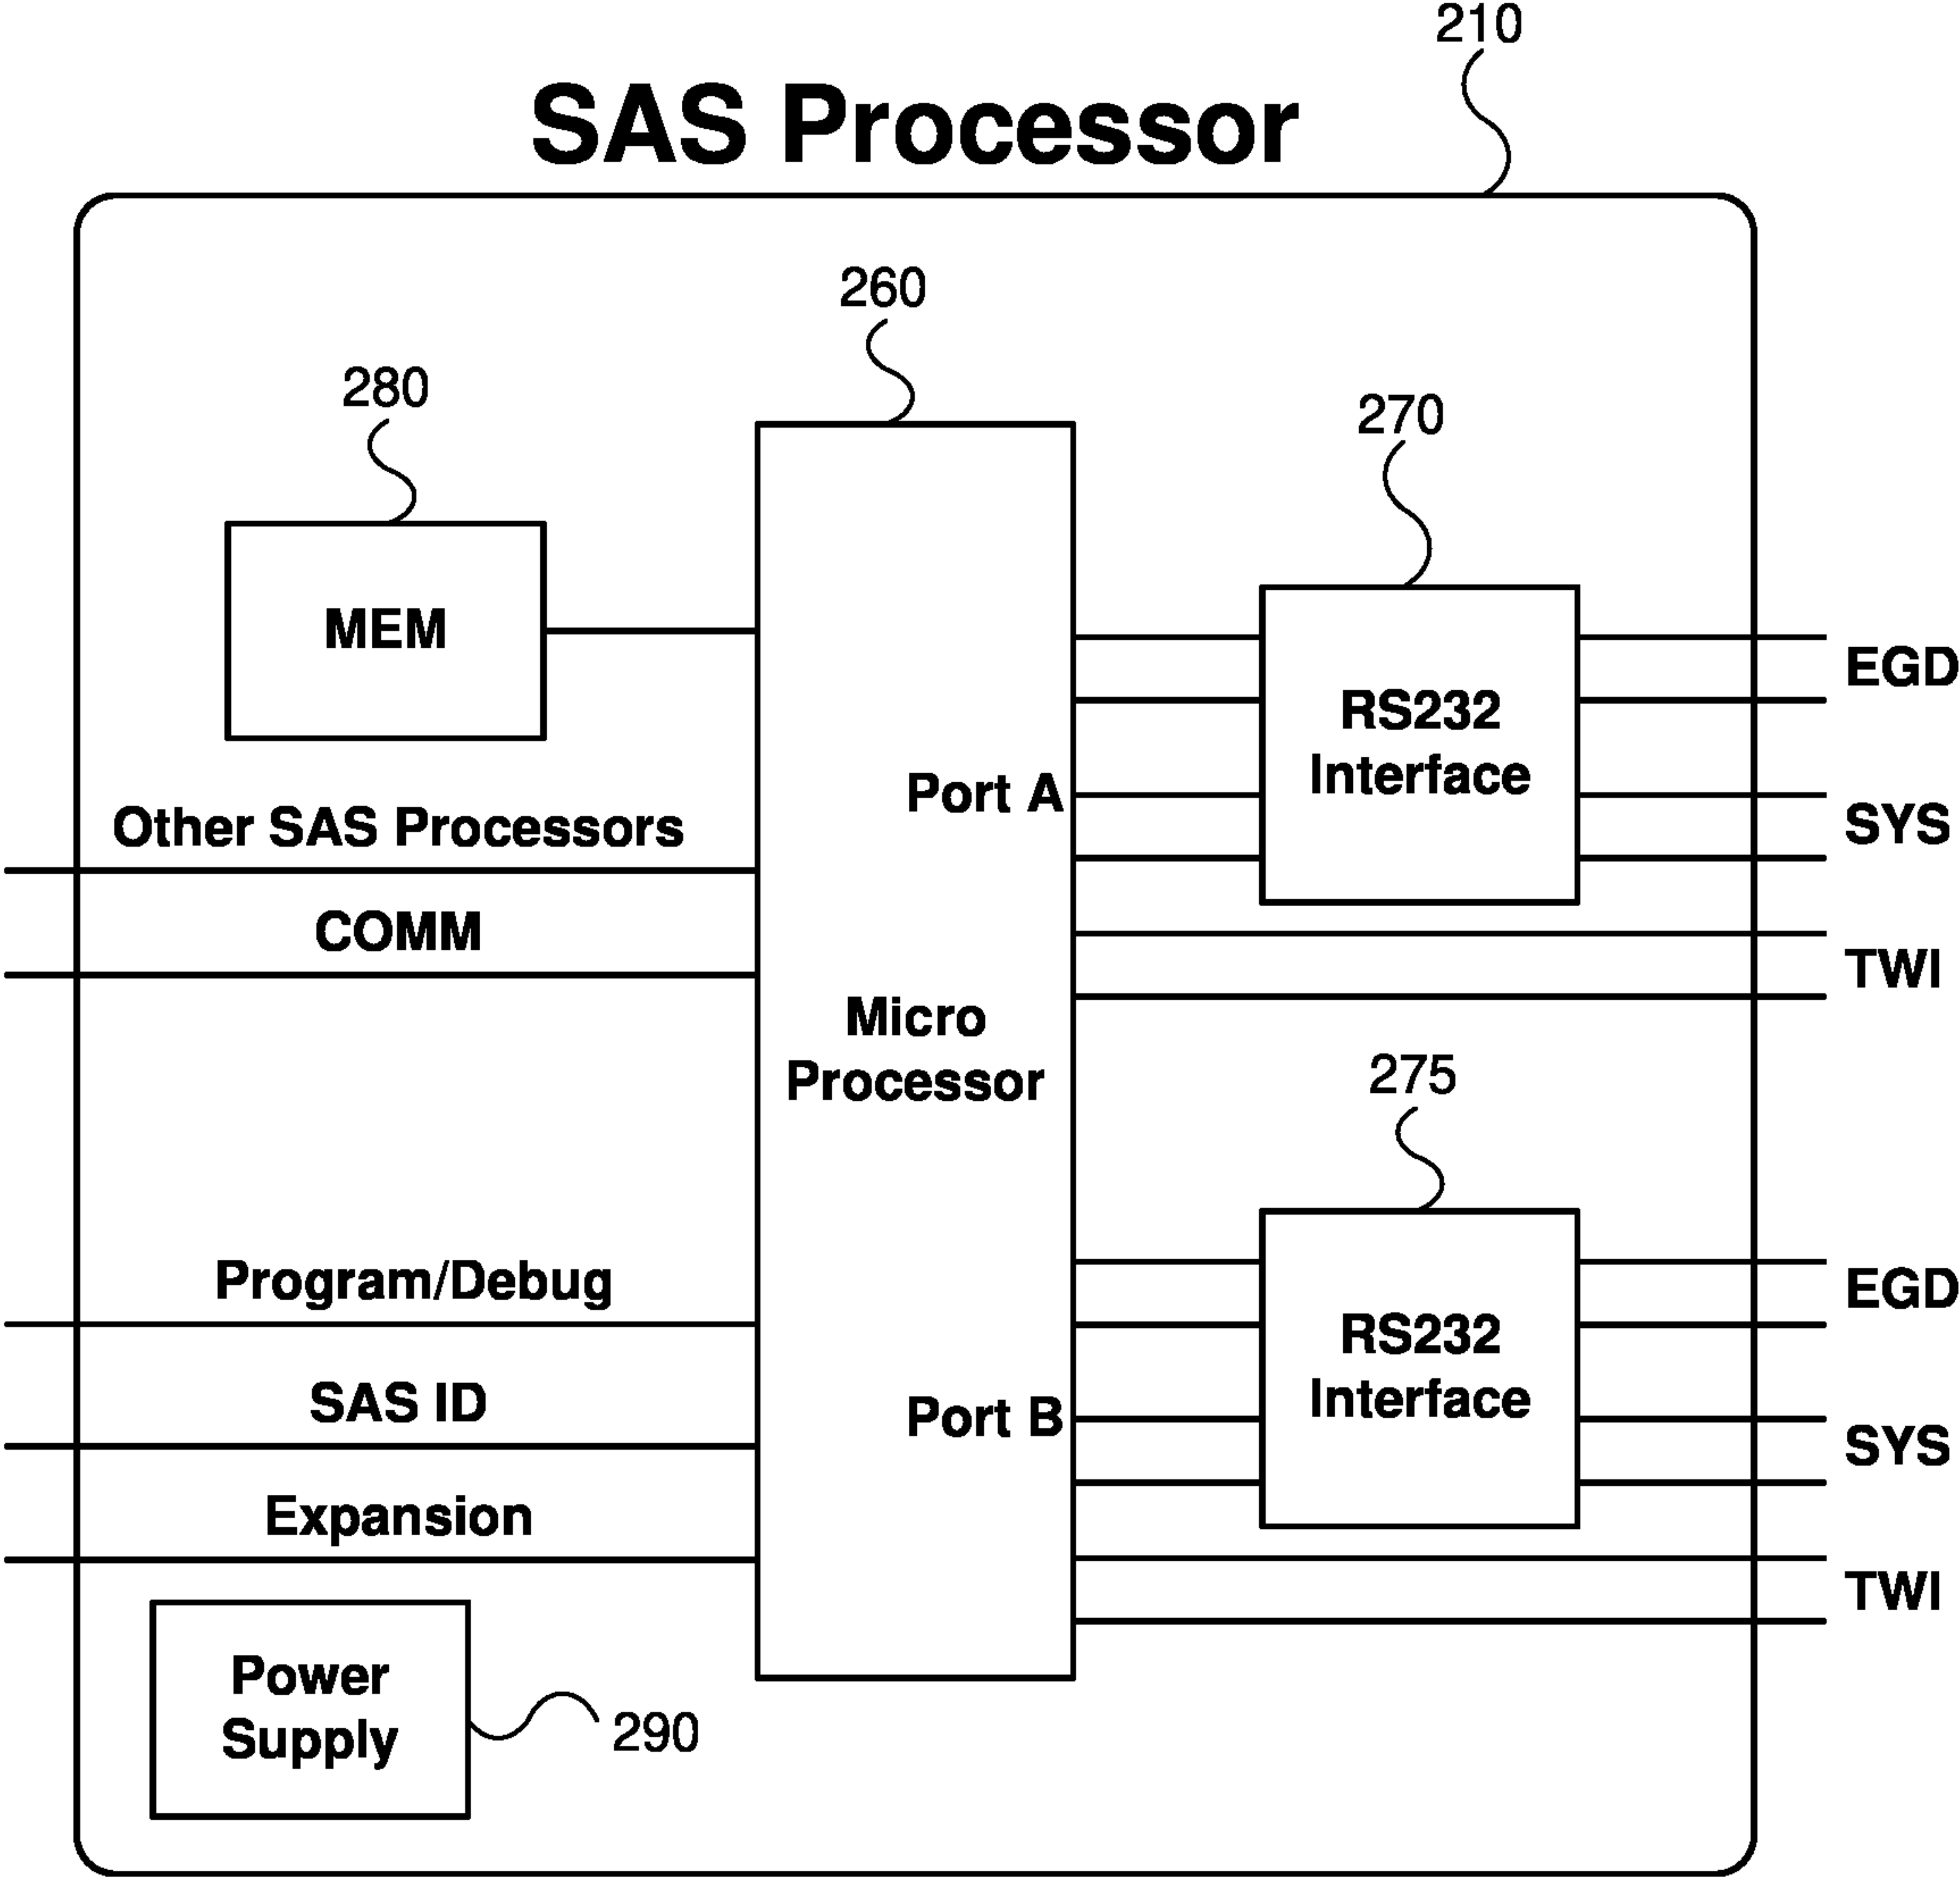 210
SAS Processor
260
280
270
MEM
EGD
RS232
Interface
Port A
Other SAS Processors
SYS
COMM
TWI
Micro
Processor
275
Program/Debug
EGD
RS232
Interface
SAS ID
Port B
SYS
Expansion
TWI
Power
Supply
290